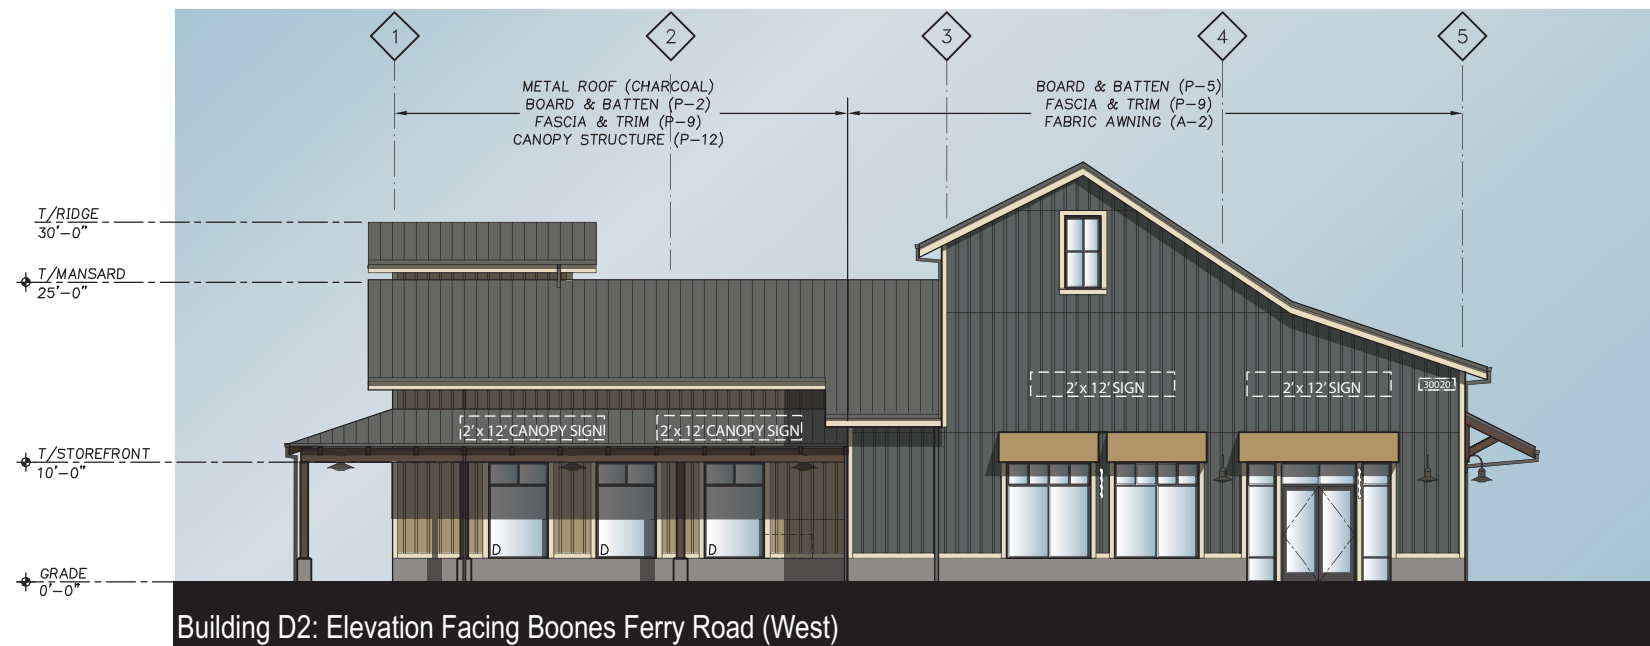 1
2
3
4
5
METAL ROOF (CHARCOAL)
BOARD & BATTEN (P-2)
FASCIA & TRIM (P-9)
CANOPY STRUCTURE (P-12)
BOARD & BATTEN (P-5)
FASCIA & TRIM (P-9)
FABRIC AWNING (A-2)
T/RIDGE
30'-0"
T/MANSARD
25'-0"
2' x 12' SIGN
2' x 12' SIGN
30020
2' x 12' CANOPY SIGN
2' x 12' CANOPY SIGN
T/STOREFRONT
10'-0"
D
D
D
GRADE
0'-0"
Building D2: Elevation Facing Boones Ferry Road (West)